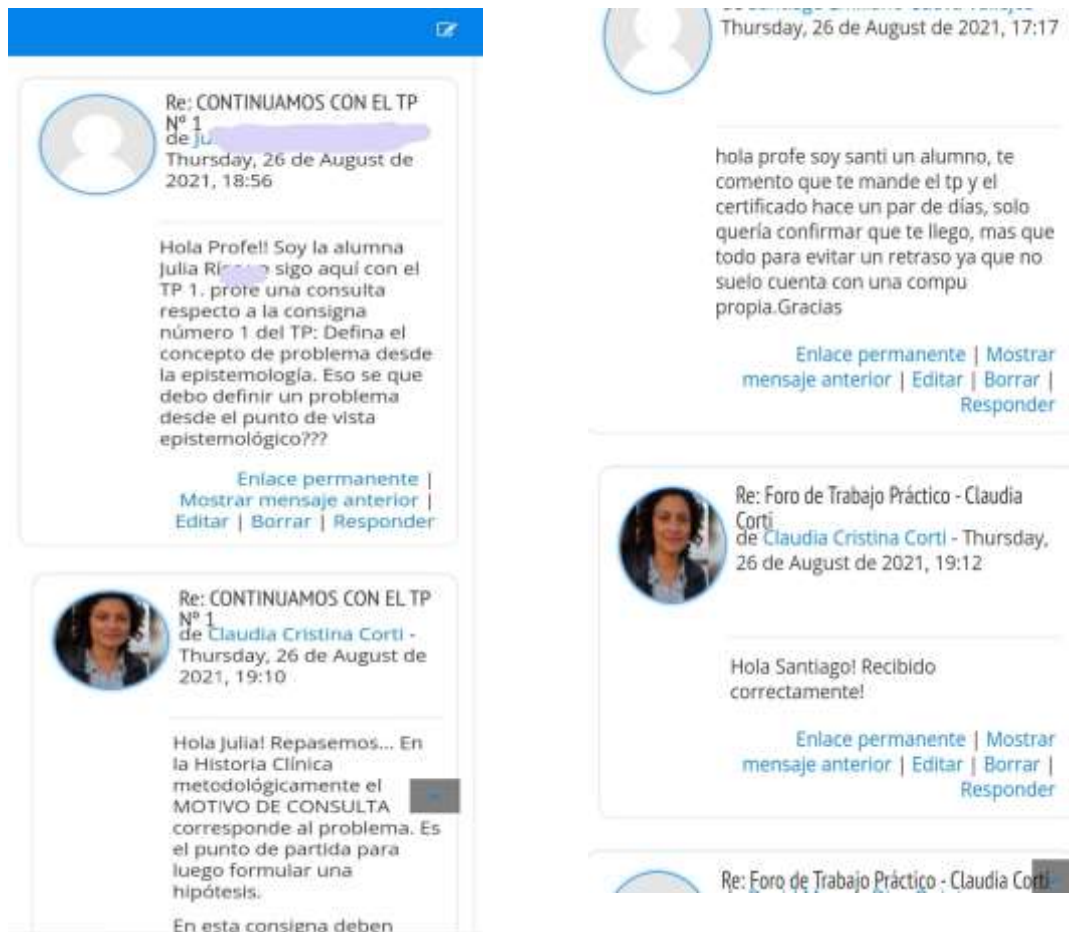 Re: CONTINUAMOS CON EL TP
N° 1
de Ju
Thursday, 26 de August de
2021, 18:56
Hola Profe!! Soy la alumna
Julia sigo aquí con el
TP 1. profe una consulta
respecto a la consigna
número 1 del TP: Defina el
concepto de problema desde
la epistemología. Eso se que
debo definir un problema
desde el punto de vista
epistemológico???
Enlace permanente |
Mostrar mensaje anterior |
Editar | Borrar | Responder
Re: CONTINUAMOS CON EL TP
N° 1
de Claudia Cristina Corti -
Thursday, 26 de August de
2021, 19:10
Hola Julia! Repasemos... En
la Historia Clínica
metodológicamente el
MOTIVO DE CONSULTA
corresponde al problema. Es
el punto de partida para
luego formular una
hipótesis.
En esta consigna deben
Thursday, 26 de August de 2021, 17:17
hola profe soy santi un alumno, te
comento que te mande el tp y el
certificado hace un par de días, solo
quería confirmar que te llego, mas que
todo para evitar un retraso ya que no
suelo cuenta con una compu
propia.Gracias
Enlace permanente | Mostrar
mensaje anterior | Editar | Borrar |
Responder
Re: Foro de Trabajo Práctico - Claudia
Corti
de Claudia Cristina Corti - Thursday,
26 de August de 2021, 19:12
Hola Santiago! Recibido
correctamente!
Enlace permanente | Mostrar
mensaje anterior | Editar | Borrar |
Responder
Re: Foro de Trabajo Práctico - Claudia Corti